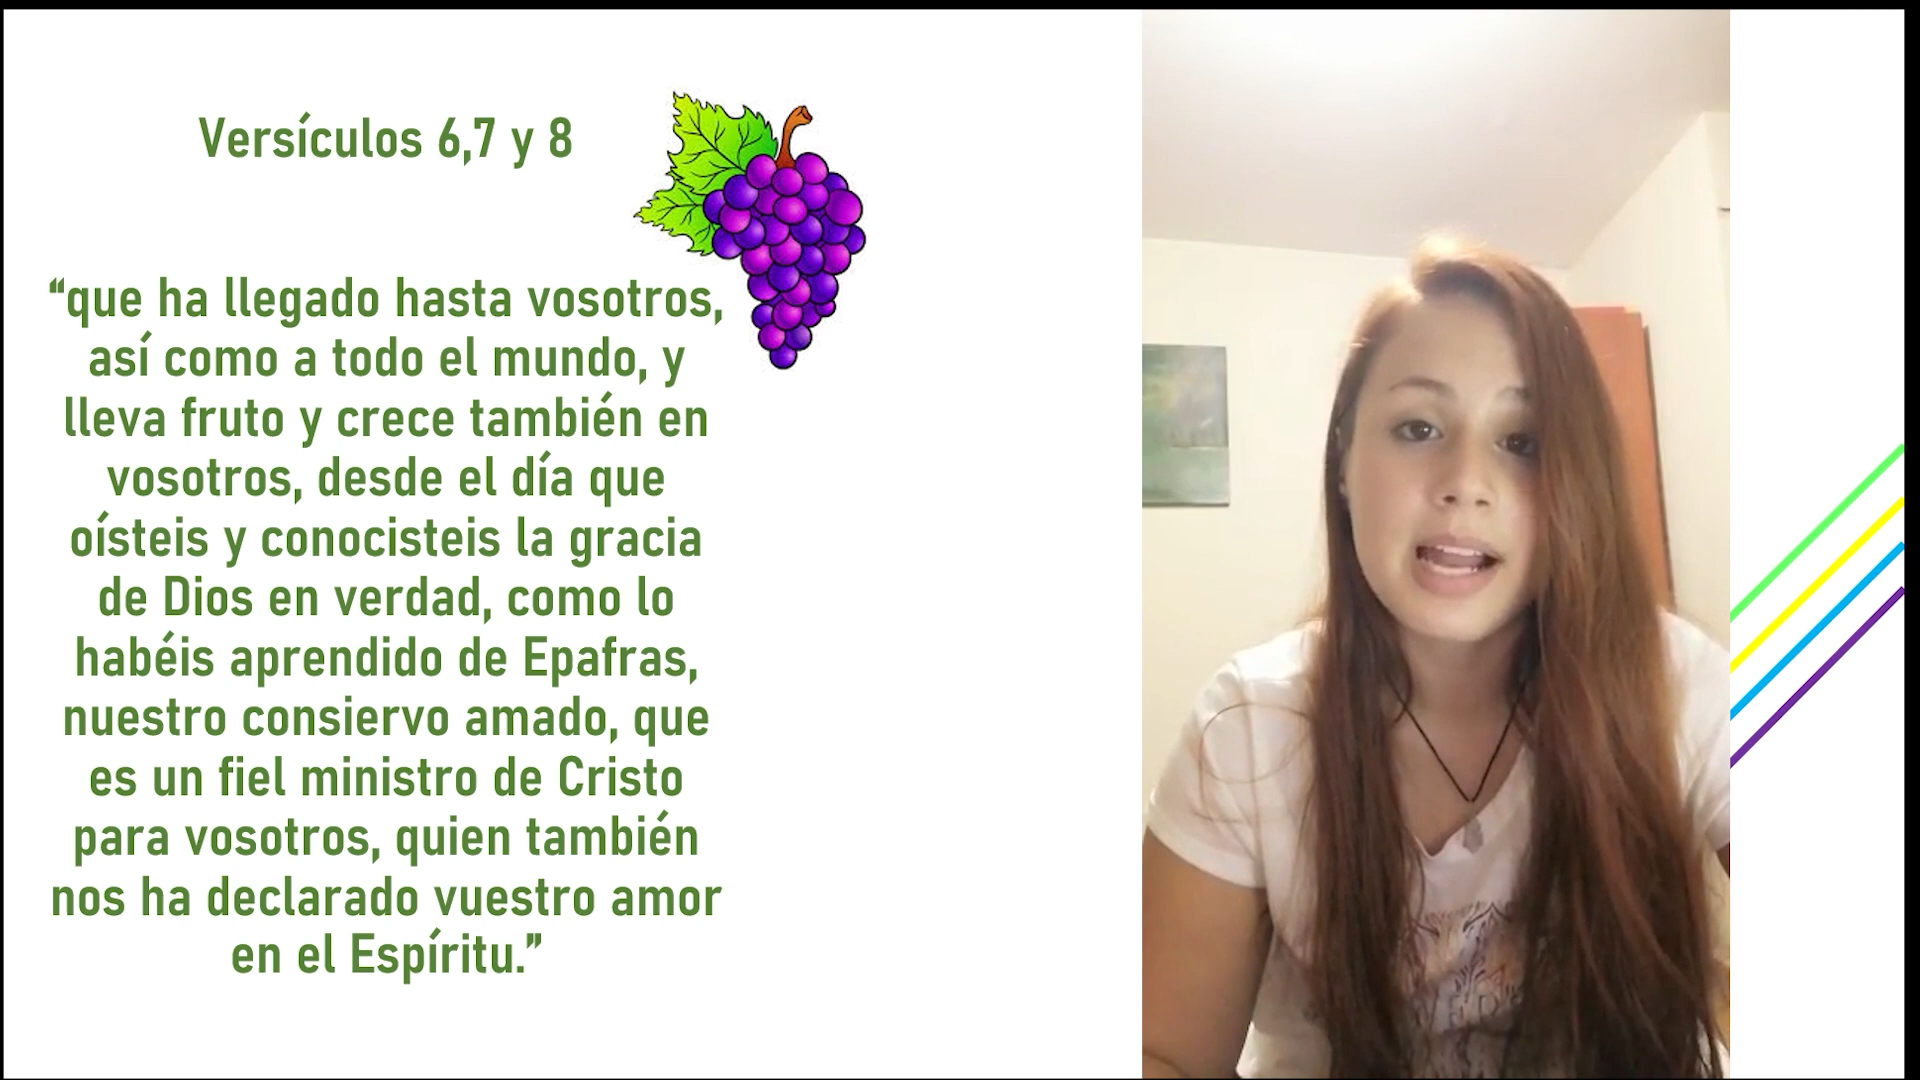 Versículos 6,7 y 8
“que ha llegado hasta vosotros,
así como a todo el mundo, y
lleva fruto y crece también en
vosotros, desde el día que
oísteis y conocisteis la gracia
de Dios en verdad, como lo
habéis aprendido de Epafras,
nuestro consiervo amado, que
es un fiel ministro de Cristo
para vosotros, quien también
nos ha declarado vuestro amor
en el Espíritu.”